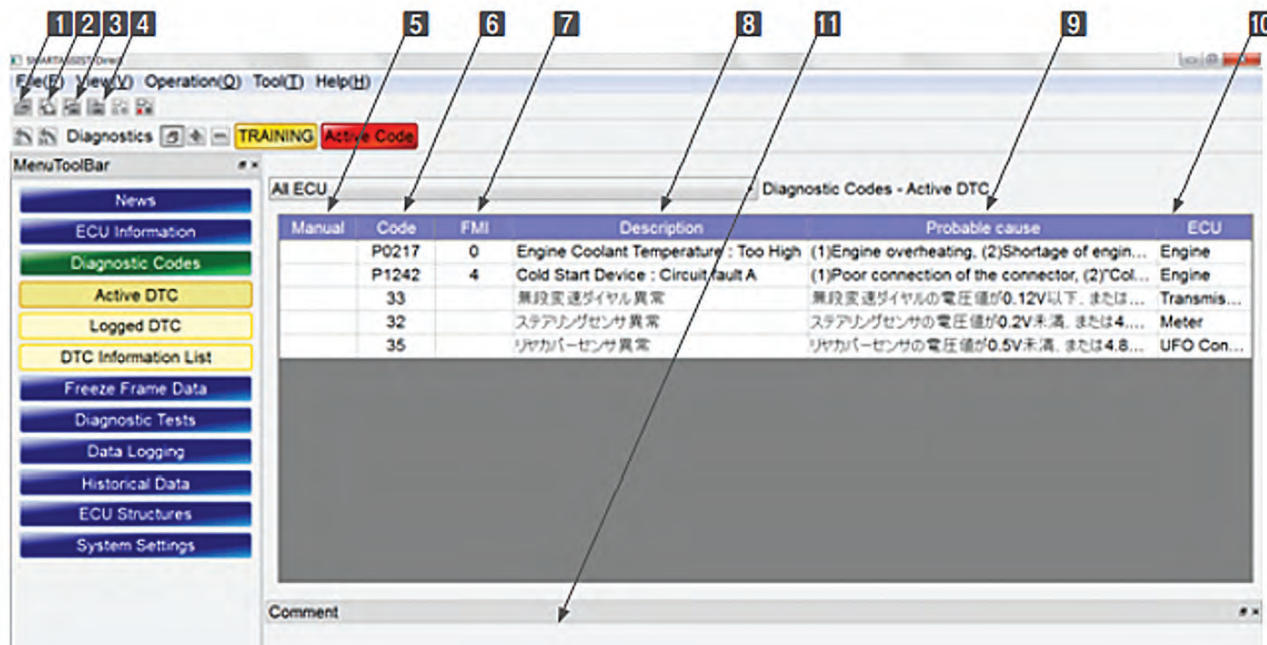 1 2 3 4 5 6 7 8 11 9 10
SMARTASSIST-Direct
File(F) View(V) Operation(O) Tool(T) Help(H)
Diagnostics TRAINING Active Code
MenuToolBar
News
ECU Information
Diagnostic Codes
Active DTC
Logged DTC
DTC Information List
Freeze Frame Data
Diagnostic Tests
Data Logging
Historical Data
ECU Structures
System Settings
All ECU Diagnostic Codes - Active DTC
Manual Code FMI Description Probable cause ECU
P0217 0 Engine Coolant Temperature : Too High (1)Engine overheating, (2)Shortage of engin... Engine
P1242 4 Cold Start Device : Circuit fault A (1)Poor connection of the connector, (2)"Col... Engine
33 無段変速ダイヤル異常 無段変速ダイヤルの電圧値が0.12V以下、または... Transmis...
32 ステアリングセンサ異常 ステアリングセンサの電圧値が0.2V未満、または4.... Meter
35 リヤカバーセンサ異常 リヤカバーセンサの電圧値が0.5V未満、または4.8... UFO Con...
Comment